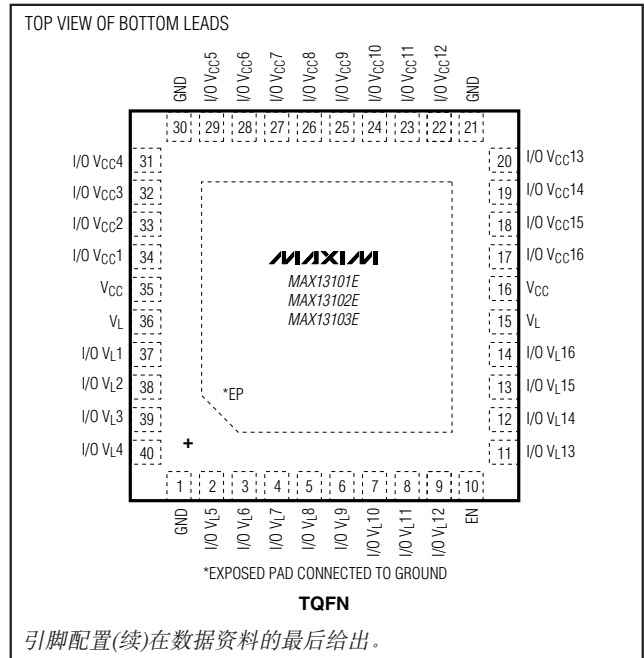 TOP VIEW OF BOTTOM LEADS
GND
I/O VCC5
I/O VCC6
I/O VCC7
I/O VCC8
I/O VCC9
I/O VCC10
I/O VCC11
I/O VCC12
GND
30 29 28 27 26 25 24 23 22 21
I/O VCC4 31
I/O VCC3 32
I/O VCC2 33
I/O VCC1 34
VCC 35
VL 36
I/O VL1 37
I/O VL2 38
I/O VL3 39
I/O VL4 40
MAXIM
MAX13101E
MAX13102E
MAX13103E
*EP
+
20 I/O VCC13
19 I/O VCC14
18 I/O VCC15
17 I/O VCC16
16 VCC
15 VL
14 I/O VL16
13 I/O VL15
12 I/O VL14
11 I/O VL13
1 2 3 4 5 6 7 8 9 10
GND
I/O VL5
I/O VL6
I/O VL7
I/O VL8
I/O VL9
I/O VL10
I/O VL11
I/O VL12
EN
*EXPOSED PAD CONNECTED TO GROUND
TQFN
引脚配置(续)在数据资料的最后给出。